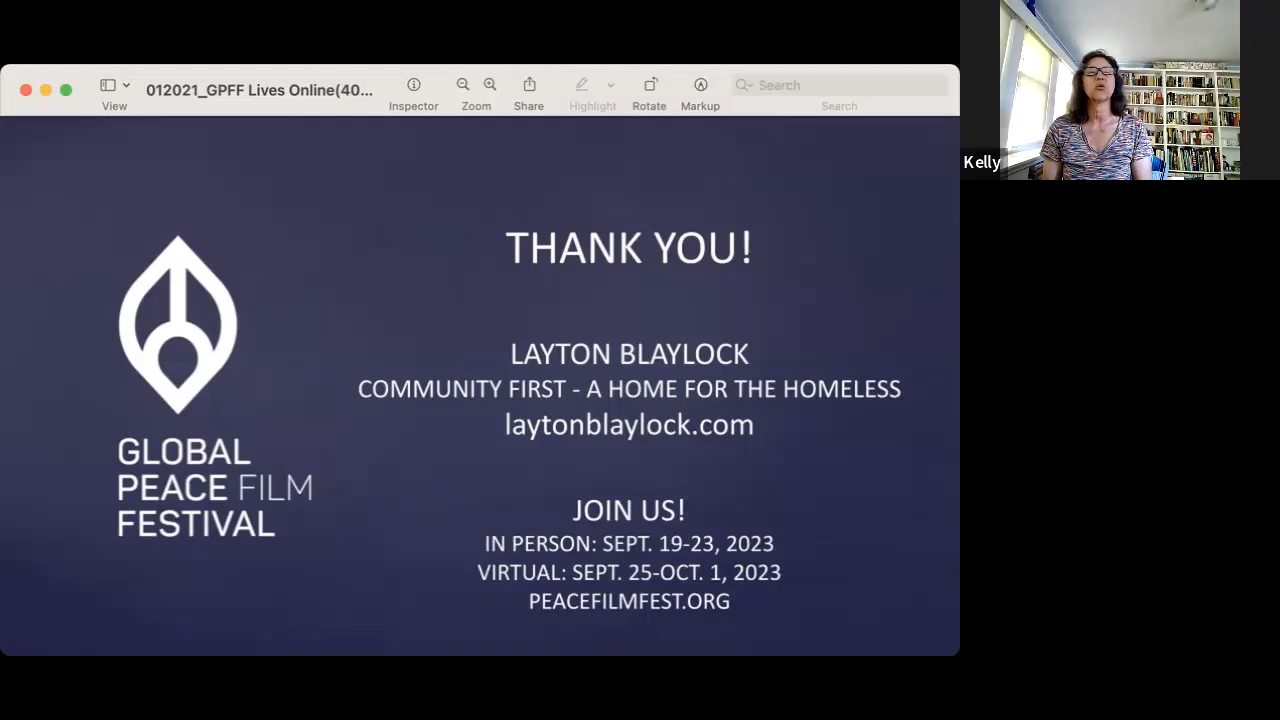 012021_GPFF Lives Online(40...
View
Inspector
Zoom
Share
Highlight
Rotate
Markup
Search
Search
THANK YOU!
LAYTON BLAYLOCK
COMMUNITY FIRST - A HOME FOR THE HOMELESS
laytonblaylock.com
JOIN US!
IN PERSON: SEPT. 19-23, 2023
VIRTUAL: SEPT. 25-OCT. 1, 2023
PEACEFILMFEST.ORG
GLOBAL
PEACE FILM
FESTIVAL
Kelly